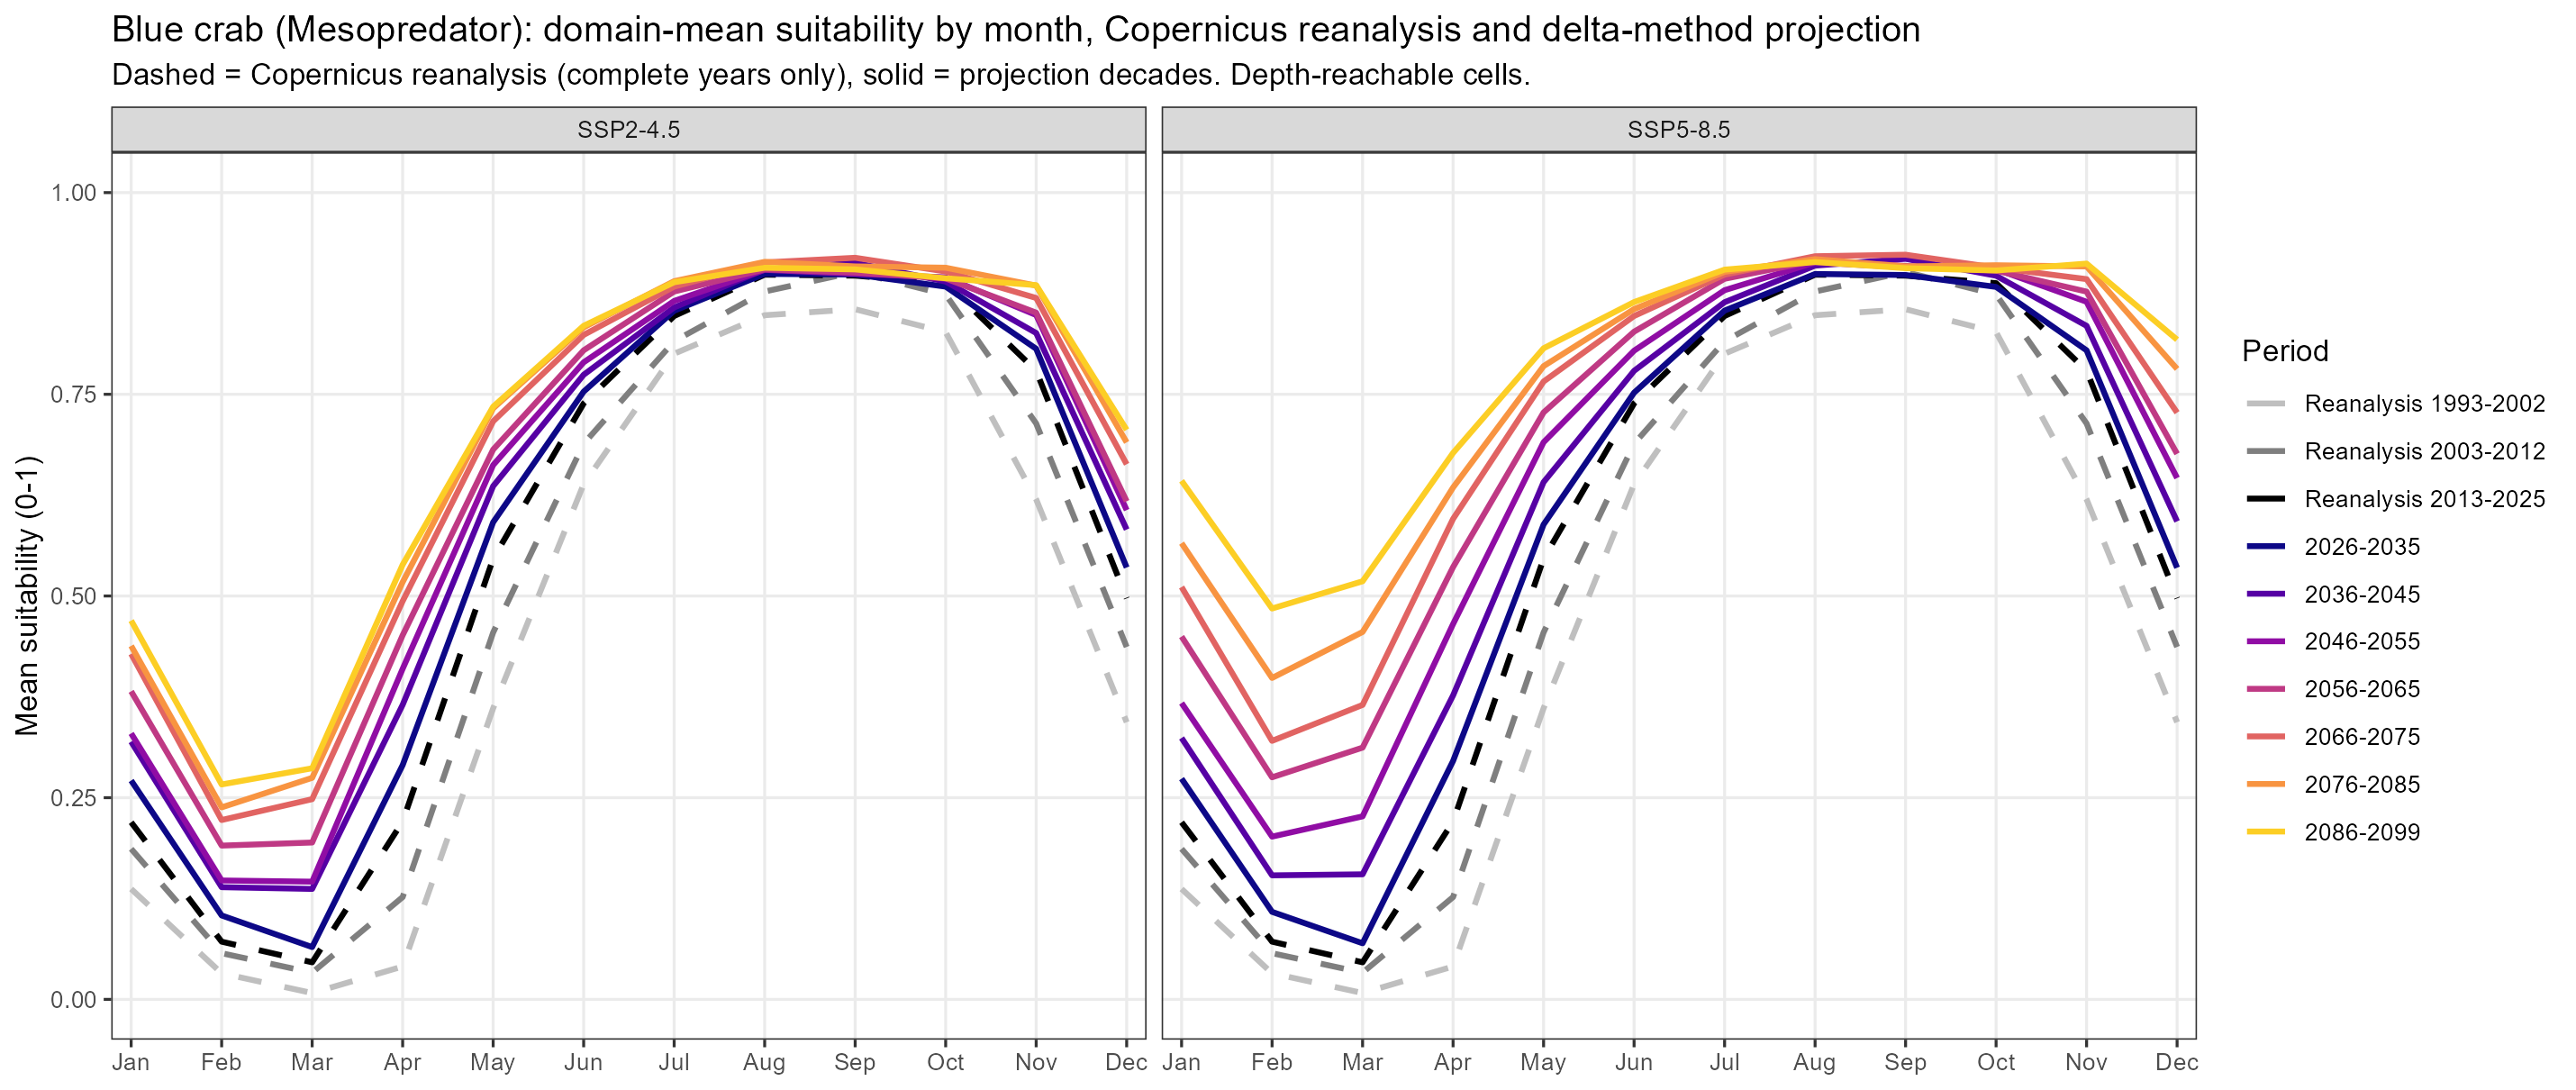 Blue crab (Mesopredator): domain-mean suitability by month, Copernicus reanalysis and delta-method projection
Dashed = Copernicus reanalysis (complete years only), solid = projection decades. Depth-reachable cells.
SSP2-4.5
SSP5-8.5
Mean suitability (0-1)
1.00
0.75
0.50
0.25
0.00
Jan Feb Mar Apr May Jun Jul Aug Sep Oct Nov Dec
Jan Feb Mar Apr May Jun Jul Aug Sep Oct Nov Dec
Period
Reanalysis 1993-2002
Reanalysis 2003-2012
Reanalysis 2013-2025
2026-2035
2036-2045
2046-2055
2056-2065
2066-2075
2076-2085
2086-2099